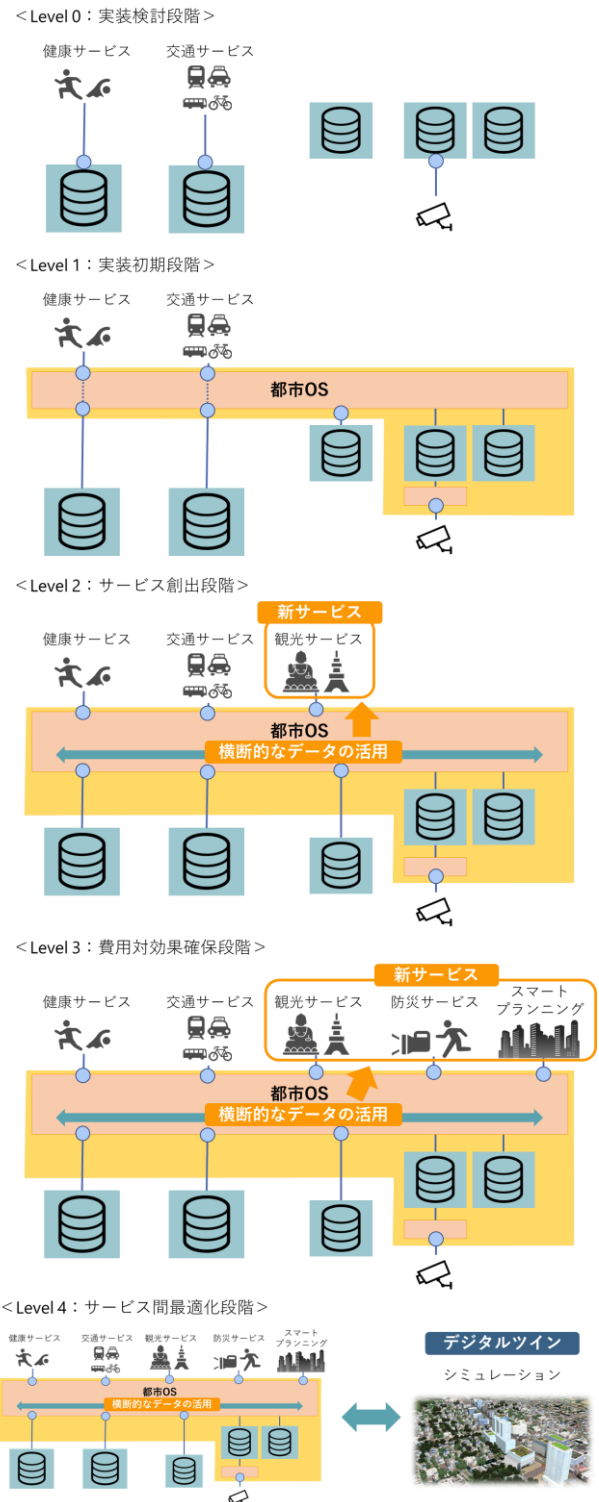 ＜Level 0：実装検討段階＞
健康サービス
交通サービス
＜Level 1：実装初期段階＞
健康サービス
交通サービス
都市OS
＜Level 2：サービス創出段階＞
新サービス
健康サービス
交通サービス
観光サービス
都市OS
横断的なデータの活用
＜Level 3：費用対効果確保段階＞
新サービス
健康サービス
交通サービス
観光サービス
防災サービス
スマート
プランニング
都市OS
横断的なデータの活用
＜Level 4：サービス間最適化段階＞
健康サービス
交通サービス
観光サービス
防災サービス
スマート
プランニング
都市OS
横断的なデータの活用
デジタルツイン
シミュレーション